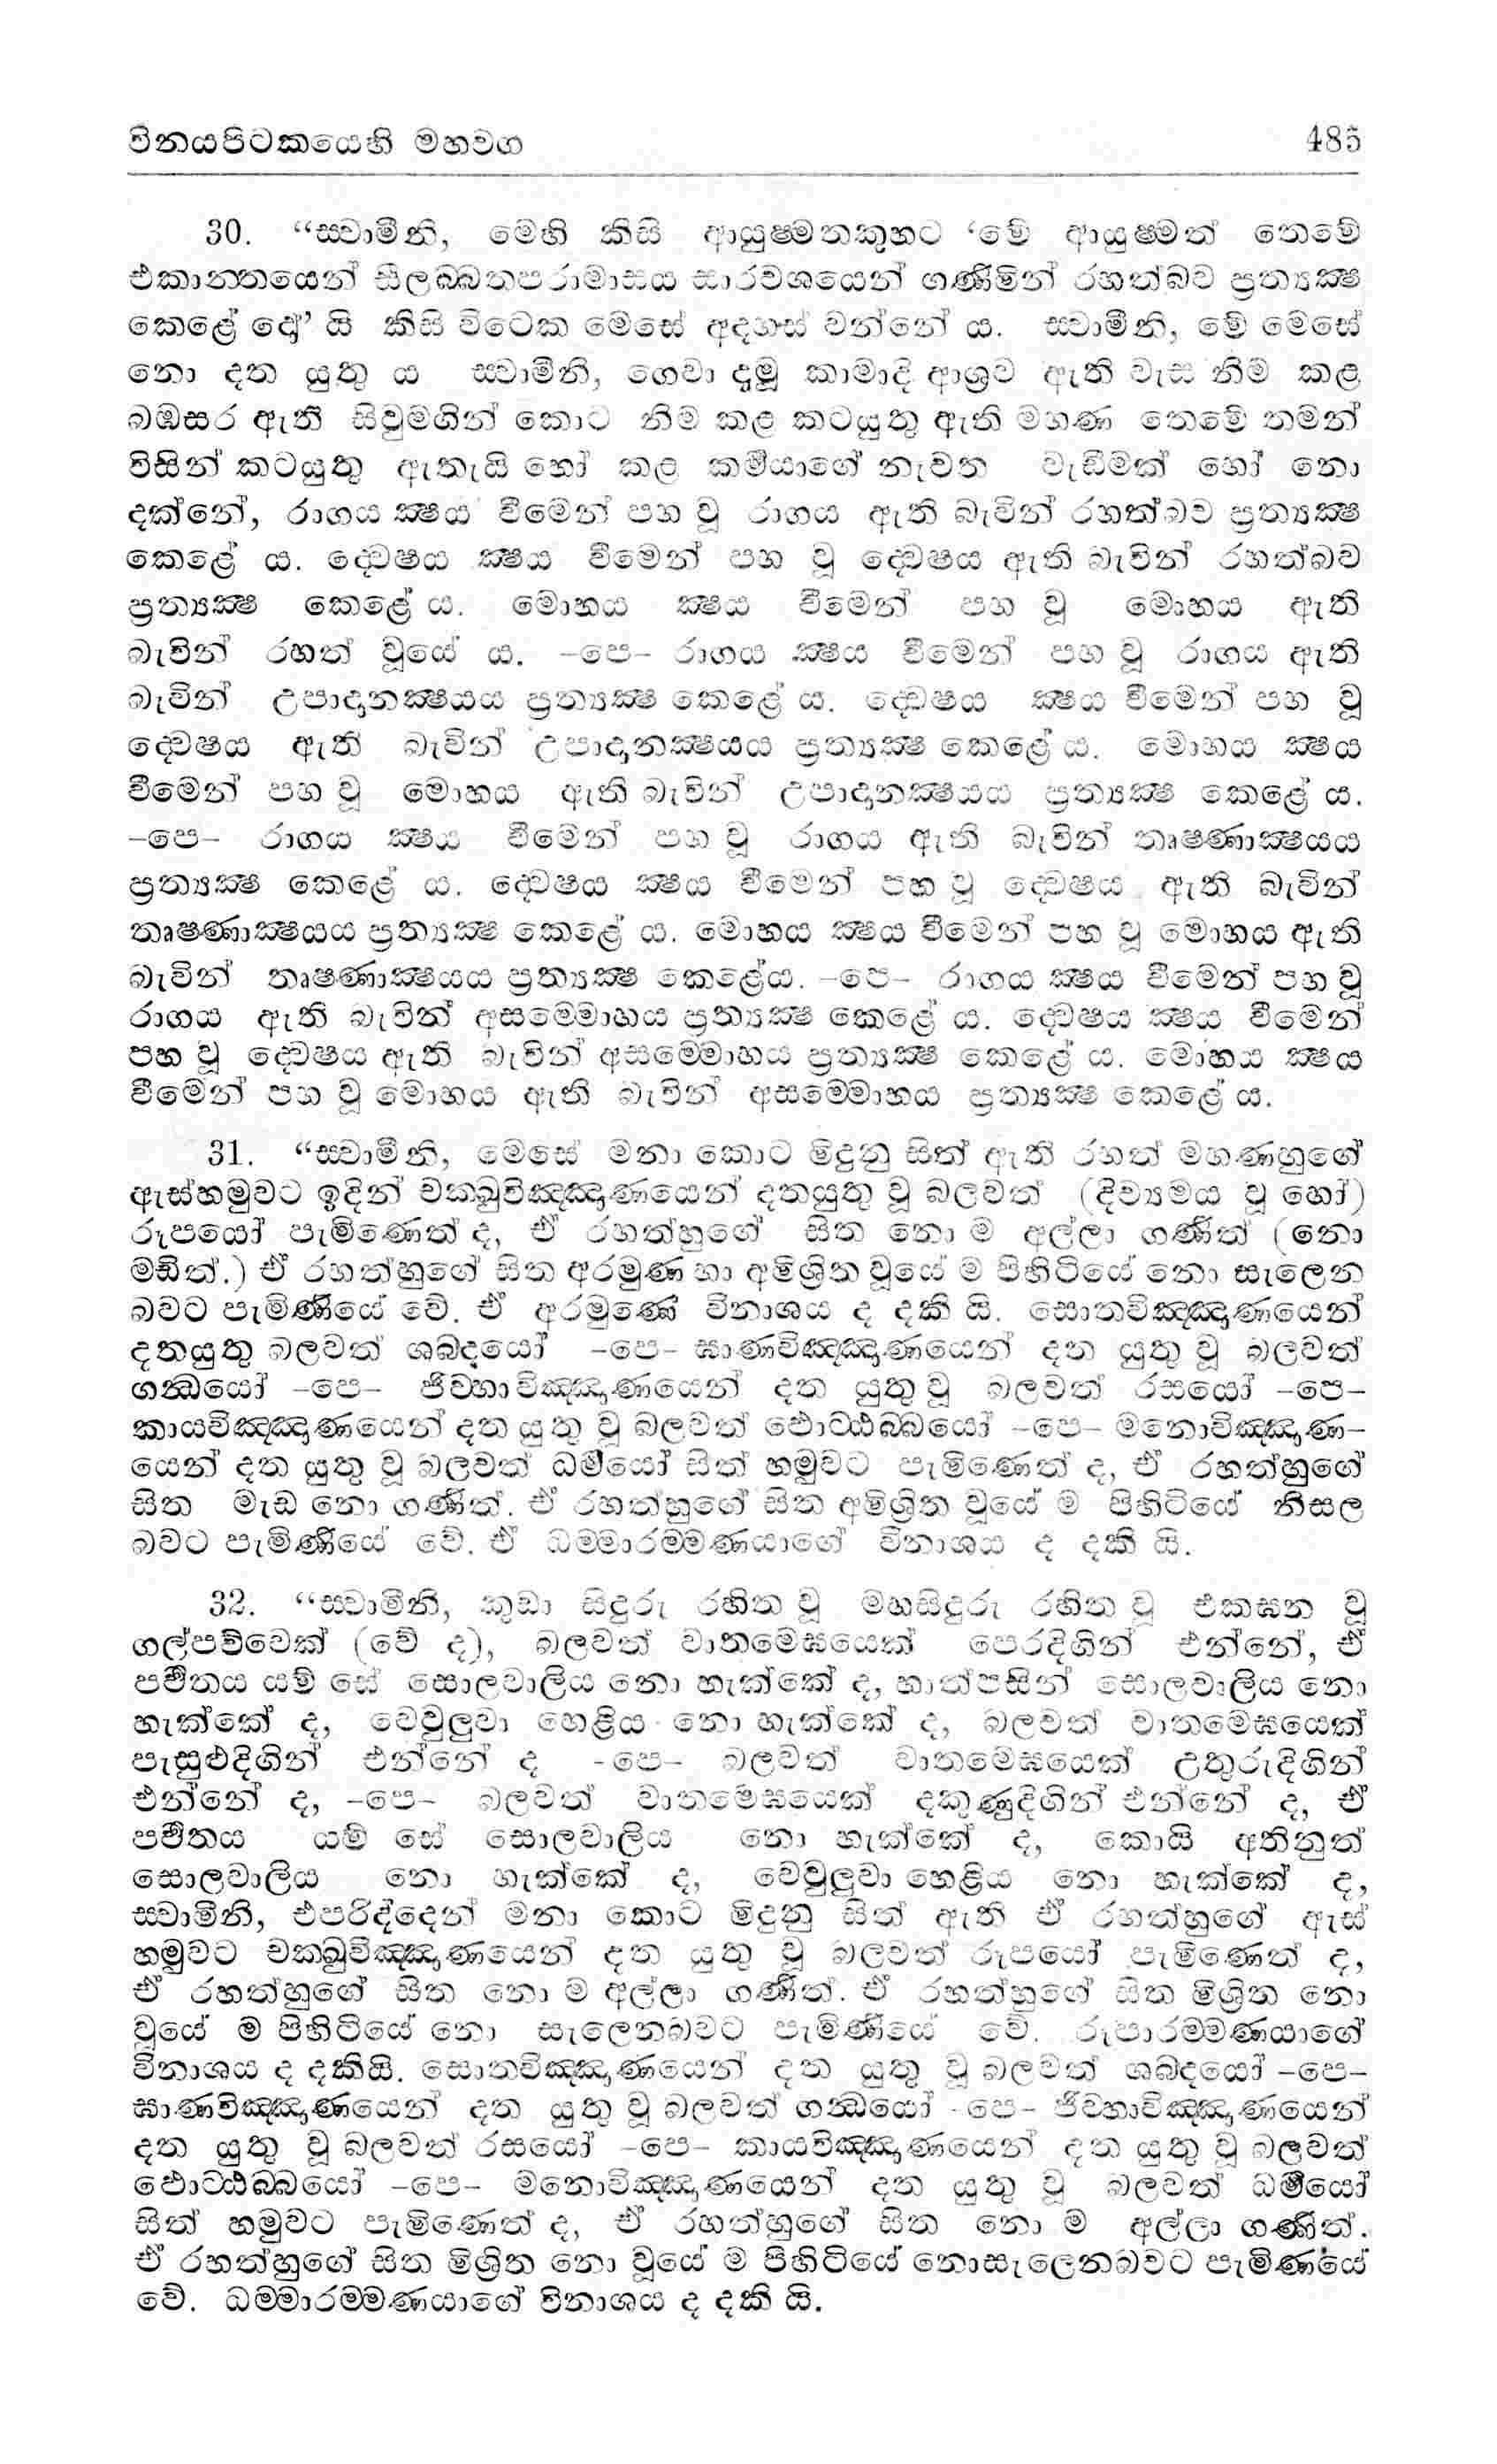 විනයපිටකයෙහි මහවග 485
30. “ස්වාමීනි, මෙහි කිසි ආයුෂ්මතකුහට ‘මේ ආයුෂ්මත් තෙමේ
එකාන්තයෙන් සීලබ්බතපරාමාසය සාරවශයෙන් ගණිමින් රහත්බව ප්‍රත්‍යක්ෂ
කෙළේ දෝ’ යි කිසි විටෙක මෙසේ අදහස් වන්නේ ය. ස්වාමීනි, මේ මෙසේ
නො දත යුතු ය ස්වාමීනි, ගෙවා දැමූ කාමාදි ආශ්‍රව ඇති වැස නිම කළ
බඹසර ඇති සිවුමගින් කොට නිම කළ කටයුතු ඇති මහණ තෙමේ තමන්
විසින් කටයුතු ඇතැයි හෝ කළ කර්මයාගේ නැවත වැඩීමක් හෝ නො
දක්නේ, රාගය ක්ෂය වීමෙන් පහ වූ රාගය ඇති බැවින් රහත්බව ප්‍රත්‍යක්ෂ
කෙළේ ය. ද්වෙෂය ක්ෂය වීමෙන් පහ වූ ද්වෙෂය ඇති බැවින් රහත්බව
ප්‍රත්‍යක්ෂ කෙළේ ය. මොහය ක්ෂය වීමෙන් පහ වූ මොහය ඇති
බැවින් රහත් වූයේ ය. –පෙ– රාගය ක්ෂය වීමෙන් පහ වූ රාගය ඇති
බැවින් උපාදානක්ෂයය ප්‍රත්‍යක්ෂ කෙළේ ය. ද්වෙෂය ක්ෂය වීමෙන් පහ වූ
ද්වෙෂය ඇති බැවින් උපාදානක්ෂයය ප්‍රත්‍යක්ෂ කෙළේ ය. මොහය ක්ෂය
වීමෙන් පහ වූ මොහය ඇති බැවින් උපාදානක්ෂයය ප්‍රත්‍යක්ෂ කෙළේ ය.
–පෙ– රාගය ක්ෂය වීමෙන් පහ වූ රාගය ඇති බැවින් තෘෂ්ණාක්ෂයය
ප්‍රත්‍යක්ෂ කෙළේ ය. ද්වෙෂය ක්ෂය වීමෙන් පහ වූ ද්වෙෂය ඇති බැවින්
තෘෂ්ණාක්ෂයය ප්‍රත්‍යක්ෂ කෙළේ ය. මොහය ක්ෂය වීමෙන් පහ වූ මොහය ඇති
බැවින් තෘෂ්ණාක්ෂයය ප්‍රත්‍යක්ෂ කෙළේය. –පෙ– රාගය ක්ෂය වීමෙන් පහ වූ
රාගය ඇති බැවින් අසම්මොහය ප්‍රත්‍යක්ෂ කෙළේ ය. ද්වෙෂය ක්ෂය වීමෙන්
පහ වූ ද්වෙෂය ඇති බැවින් අසම්මොහය ප්‍රත්‍යක්ෂ කෙළේ ය. මොහය ක්ෂය
වීමෙන් පහ වූ මොහය ඇති බැවින් අසම්මොහය ප්‍රත්‍යක්ෂ කෙළේ ය.
31. “ස්වාමීනි, මෙසේ මනා කොට මිදුනු සිත් ඇති රහත් මහණහුගේ
ඇස්හමුවට ඉදින් චක්ඛුවිඤ්ඤාණයෙන් දතයුතු වූ බලවත් (දිව්‍යමය වූ හෝ)
රූපයෝ පැමිණෙත් ද, ඒ රහත්හුගේ සිත නො ම අල්ලා ගණිත් (නො
මඩිත්.) ඒ රහත්හුගේ සිත අරමුණ හා අමිශ්‍රිත වූයේ ම පිහිටියේ නො සැලෙන
බවට පැමිණියේ වේ. ඒ අරමුණේ විනාශය ද දකි යි. සොතවිඤ්ඤාණයෙන්
දතයුතු බලවත් ශබ්දයෝ –පෙ– ඝාණවිඤ්ඤාණයෙන් දත යුතු වූ බලවත්
ගන්ධයෝ –පෙ– ජිව්හාවිඤ්ඤාණයෙන් දත යුතු වූ බලවත් රසයෝ –පෙ–
කායවිඤ්ඤාණයෙන් දත යුතු වූ බලවත් ඵොට්ඨබ්බයෝ –පෙ– මනොවිඤ්ඤාණ–
යෙන් දත යුතු වූ බලවත් ධර්මයෝ සිත් හමුවට පැමිණෙත් ද, ඒ රහත්හුගේ
සිත මැඩ නො ගණිත්. ඒ රහත්හුගේ සිත අමිශ්‍රිත වූයේ ම පිහිටියේ නිසල
බවට පැමිණියේ වේ. ඒ ධම්මාරම්මණයාගේ විනාශය ද දකි යි.
32. “ස්වාමීනි, කුඩා සිදුරු රහිත වූ මහසිදුරු රහිත වූ එකඝන වූ
ගල්පව්වෙක් (වේ ද), බලවත් වාතමෙඝයෙක් පෙරදිගින් එන්නේ, ඒ
පර්වතය යම් සේ සොලවාලිය නො හැක්කේ ද, හාත්පසින් සොලවාලිය නො
හැක්කේ ද, වෙවුලුවා හෙළිය නො හැක්කේ ද, බලවත් වාතමෙඝයෙක්
පැසුළුදිගින් එන්නේ ද -පෙ– බලවත් වාතමෙඝයෙක් උතුරුදිගින්
එන්නේ ද, –පෙ– බලවත් වාතමෙඝයෙක් දකුණුදිගින් එන්නේ ද, ඒ
පර්වතය යම් සේ සොලවාලිය නො හැක්කේ ද, කොයි අතිනුත්
සොලවාලිය නො හැක්කේ ද, වෙවුලුවා හෙළිය නො හැක්කේ ද,
ස්වාමීනි, එපරිද්දෙන් මනා කොට මිදුනු සිත් ඇති ඒ රහත්හුගේ ඇස්
හමුවට චක්ඛුවිඤ්ඤාණයෙන් දත යුතු වූ බලවත් රූපයෝ පැමිණෙත් ද,
ඒ රහත්හුගේ සිත නො ම අල්ලා ගණිත්. ඒ රහත්හුගේ සිත මිශ්‍රිත නො
වූයේ ම පිහිටියේ නො සැලෙනබවට පැමිණියේ වේ. රූපාරම්මණයාගේ
විනාශය ද දකියි. සොතවිඤ්ඤාණයෙන් දත යුතු වූ බලවත් ශබ්දයෝ –පෙ–
ඝාණවිඤ්ඤාණයෙන් දත යුතු වූ බලවත් ගන්ධයෝ -පෙ– ජිව්හාවිඤ්ඤාණයෙන්
දත යුතු වූ බලවත් රසයෝ –පෙ– කායවිඤ්ඤාණයෙන් දත යුතු වූ බලවත්
ඵොට්ඨබ්බයෝ –පෙ– මනොවිඤ්ඤාණයෙන් දත යුතු වූ බලවත් ධර්මයෝ
සිත් හමුවට පැමිණෙත් ද, ඒ රහත්හුගේ සිත නො ම අල්ලා ගණිත්.
ඒ රහත්හුගේ සිත මිශ්‍රිත නො වූයේ ම පිහිටියේ නොසැලෙනබවට පැමිණියේ
වේ. ධම්මාරම්මණයාගේ විනාශය ද දකි යි.